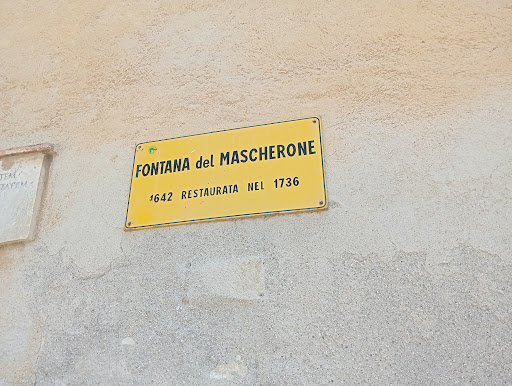 FONTANA del MASCHERONE
1642 RESTAURATA NEL 1736